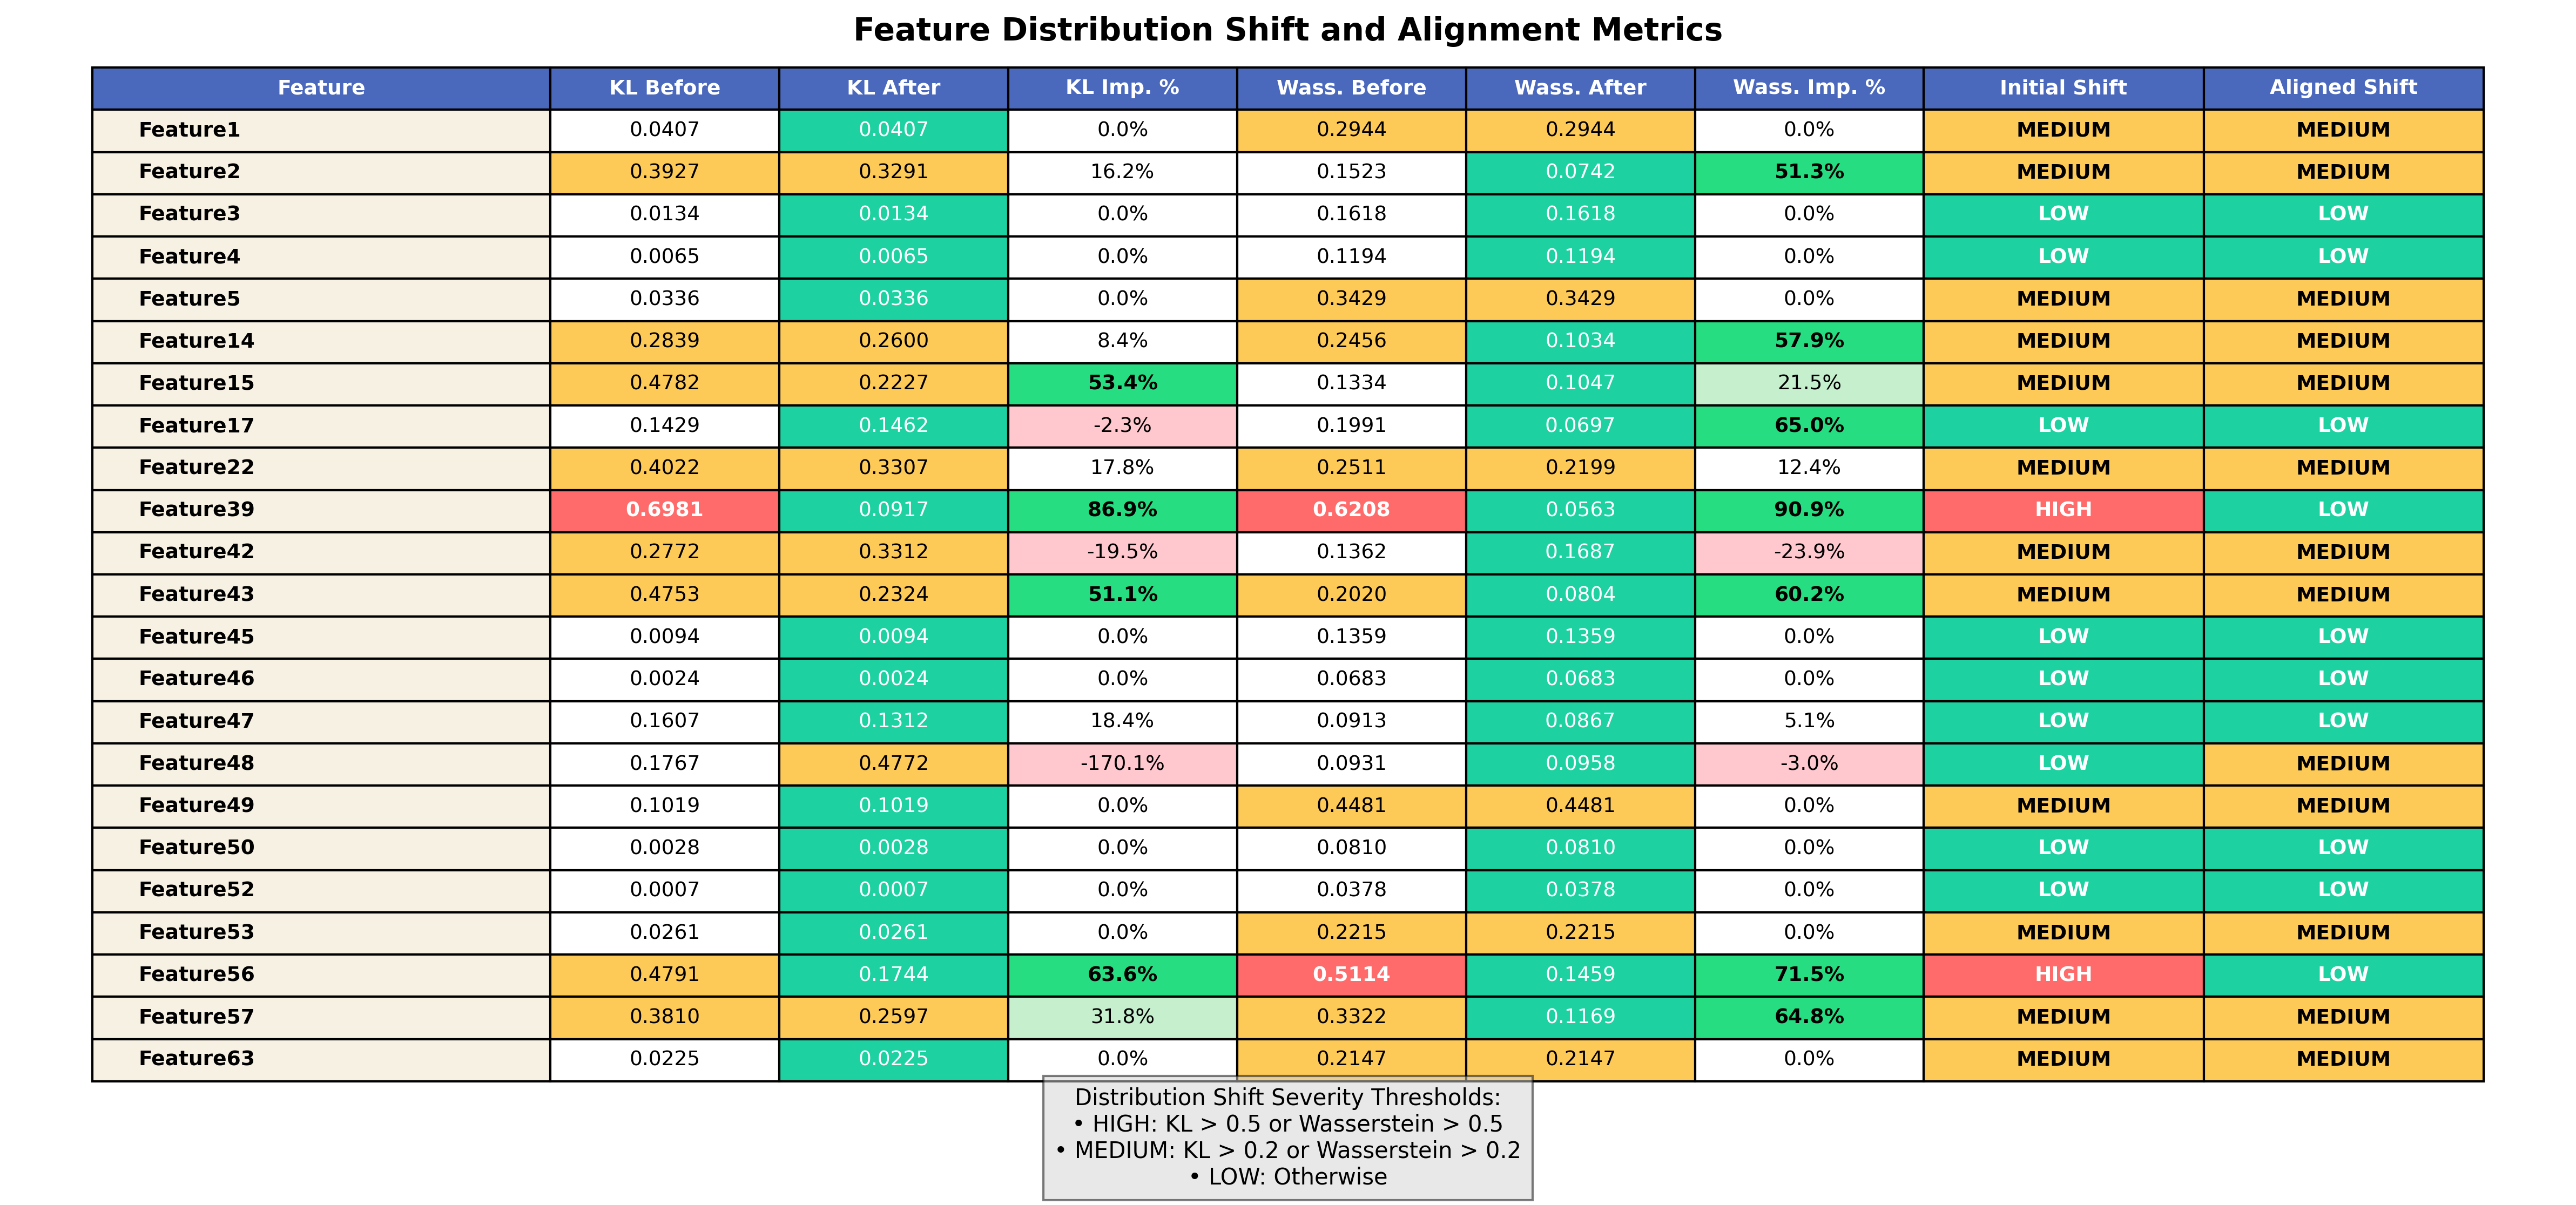 Feature Distribution Shift and Alignment Metrics
Feature KL Before KL After KL Imp. % Wass. Before Wass. After Wass. Imp. % Initial Shift Aligned Shift
Feature1 0.0407 0.0407 0.0% 0.2944 0.2944 0.0% MEDIUM MEDIUM
Feature2 0.3927 0.3291 16.2% 0.1523 0.0742 51.3% MEDIUM MEDIUM
Feature3 0.0134 0.0134 0.0% 0.1618 0.1618 0.0% LOW LOW
Feature4 0.0065 0.0065 0.0% 0.1194 0.1194 0.0% LOW LOW
Feature5 0.0336 0.0336 0.0% 0.3429 0.3429 0.0% MEDIUM MEDIUM
Feature14 0.2839 0.2600 8.4% 0.2456 0.1034 57.9% MEDIUM MEDIUM
Feature15 0.4782 0.2227 53.4% 0.1334 0.1047 21.5% MEDIUM MEDIUM
Feature17 0.1429 0.1462 -2.3% 0.1991 0.0697 65.0% LOW LOW
Feature22 0.4022 0.3307 17.8% 0.2511 0.2199 12.4% MEDIUM MEDIUM
Feature39 0.6981 0.0917 86.9% 0.6208 0.0563 90.9% HIGH LOW
Feature42 0.2772 0.3312 -19.5% 0.1362 0.1687 -23.9% MEDIUM MEDIUM
Feature43 0.4753 0.2324 51.1% 0.2020 0.0804 60.2% MEDIUM MEDIUM
Feature45 0.0094 0.0094 0.0% 0.1359 0.1359 0.0% LOW LOW
Feature46 0.0024 0.0024 0.0% 0.0683 0.0683 0.0% LOW LOW
Feature47 0.1607 0.1312 18.4% 0.0913 0.0867 5.1% LOW LOW
Feature48 0.1767 0.4772 -170.1% 0.0931 0.0958 -3.0% LOW MEDIUM
Feature49 0.1019 0.1019 0.0% 0.4481 0.4481 0.0% MEDIUM MEDIUM
Feature50 0.0028 0.0028 0.0% 0.0810 0.0810 0.0% LOW LOW
Feature52 0.0007 0.0007 0.0% 0.0378 0.0378 0.0% LOW LOW
Feature53 0.0261 0.0261 0.0% 0.2215 0.2215 0.0% MEDIUM MEDIUM
Feature56 0.4791 0.1744 63.6% 0.5114 0.1459 71.5% HIGH LOW
Feature57 0.3810 0.2597 31.8% 0.3322 0.1169 64.8% MEDIUM MEDIUM
Feature63 0.0225 0.0225 0.0% 0.2147 0.2147 0.0% MEDIUM MEDIUM
Distribution Shift Severity Thresholds:
• HIGH: KL > 0.5 or Wasserstein > 0.5
• MEDIUM: KL > 0.2 or Wasserstein > 0.2
• LOW: Otherwise